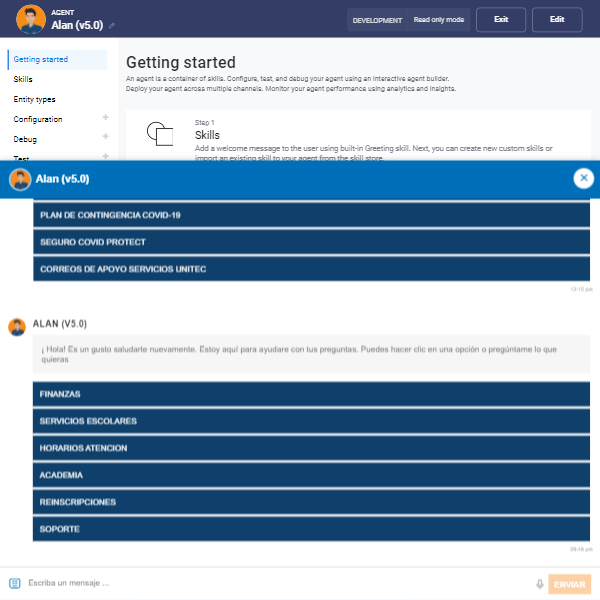 AGENT
Alan (v5.0)
DEVELOPMENT
Read only mode
Exit
Edit
Getting started
Skills
Entity types
Configuration
Debug
Test
Getting started
An agent is a container of skills. Configure, test, and debug your agent using an interactive agent builder.
Deploy your agent across multiple channels. Monitor your agent performance using analytics and insights.
Step 1
Skills
Add a welcome message to the user using built-in Greeting skill. Next, you can create new custom skills or
import an existing skill to your agent from the skill store.
Alan (v5.0)
PLAN DE CONTINGENCIA COVID-19
SEGURO COVID PROTECT
CORREOS DE APOYO SERVICIOS UNITEC
ALAN (V5.0)
¡ Hola! Es un gusto saludarte nuevamente. Estoy aquí para ayudare con tus preguntas. Puedes hacer clic en una opción o pregúntame lo que
quieras
FINANZAS
SERVICIOS ESCOLARES
HORARIOS ATENCION
ACADEMIA
REINSCRIPCIONES
SOPORTE
Escriba un mensaje ...
ENVIAR